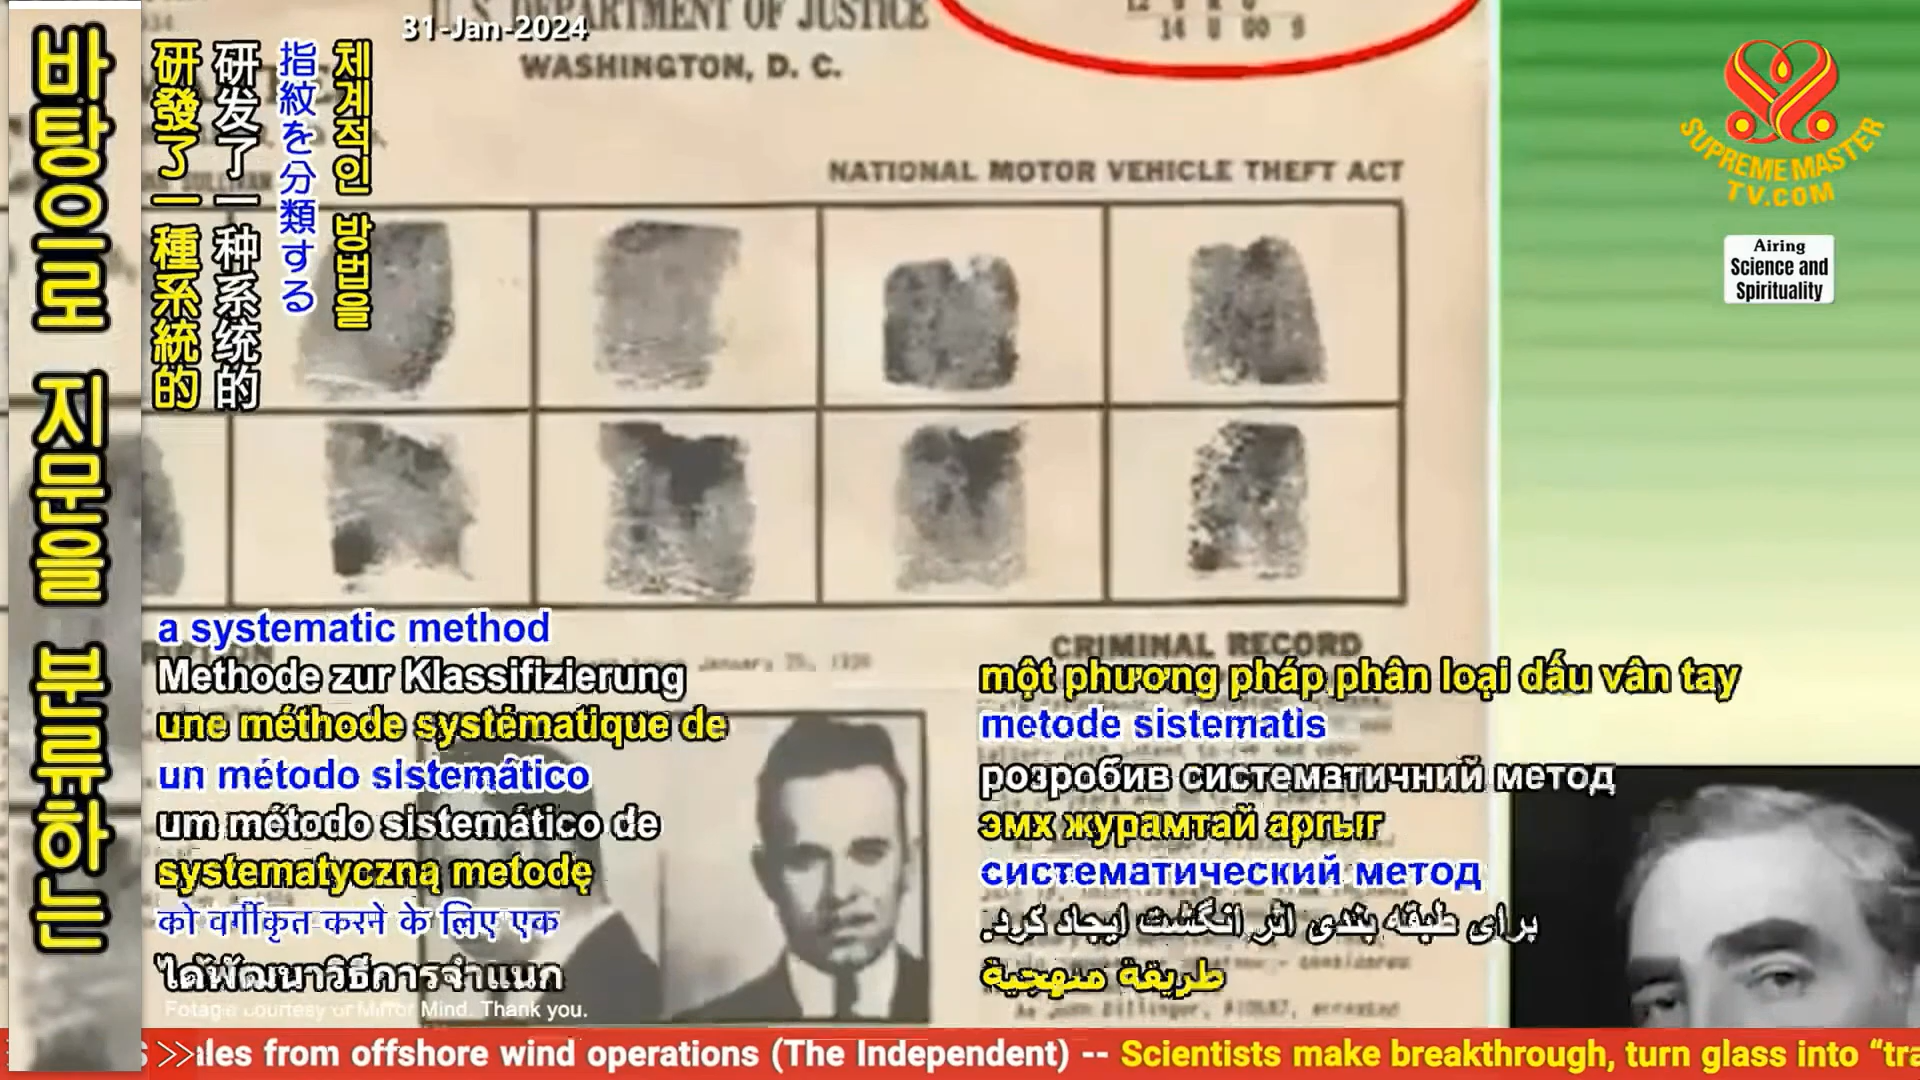 31-Jan-2024
U. S. DEPARTMENT OF JUSTICE
WASHINGTON, D. C.
14 U 00 9
NATIONAL MOTOR VEHICLE THEFT ACT
바탕으로 지문을 분류하는
研發了一種系統的
研发了一种系统的
指紋を分類する
체계적인 방법을
SUPREME MASTER
TV.COM
Airing
Science and
Spirituality
CRIMINAL RECORD
a systematic method
Methode zur Klassifizierung
une méthode systématique de
un método sistemático
um método sistemático de
systematyczną metodę
को वर्गीकृत करने के लिए एक
ได้พัฒนาวิธีการจำแนก
một phương pháp phân loại dấu vân tay
metode sistematis
розробив систематичний метод
эмх журамтай аргыг
систематический метод
برای طبقه بندی اثر انگشت ایجاد کرد.
طريقة منهجية
Fotage courtesy of Mirror Mind. Thank you.
ales from offshore wind operations (The Independent) -- Scientists make breakthrough, turn glass into “tra